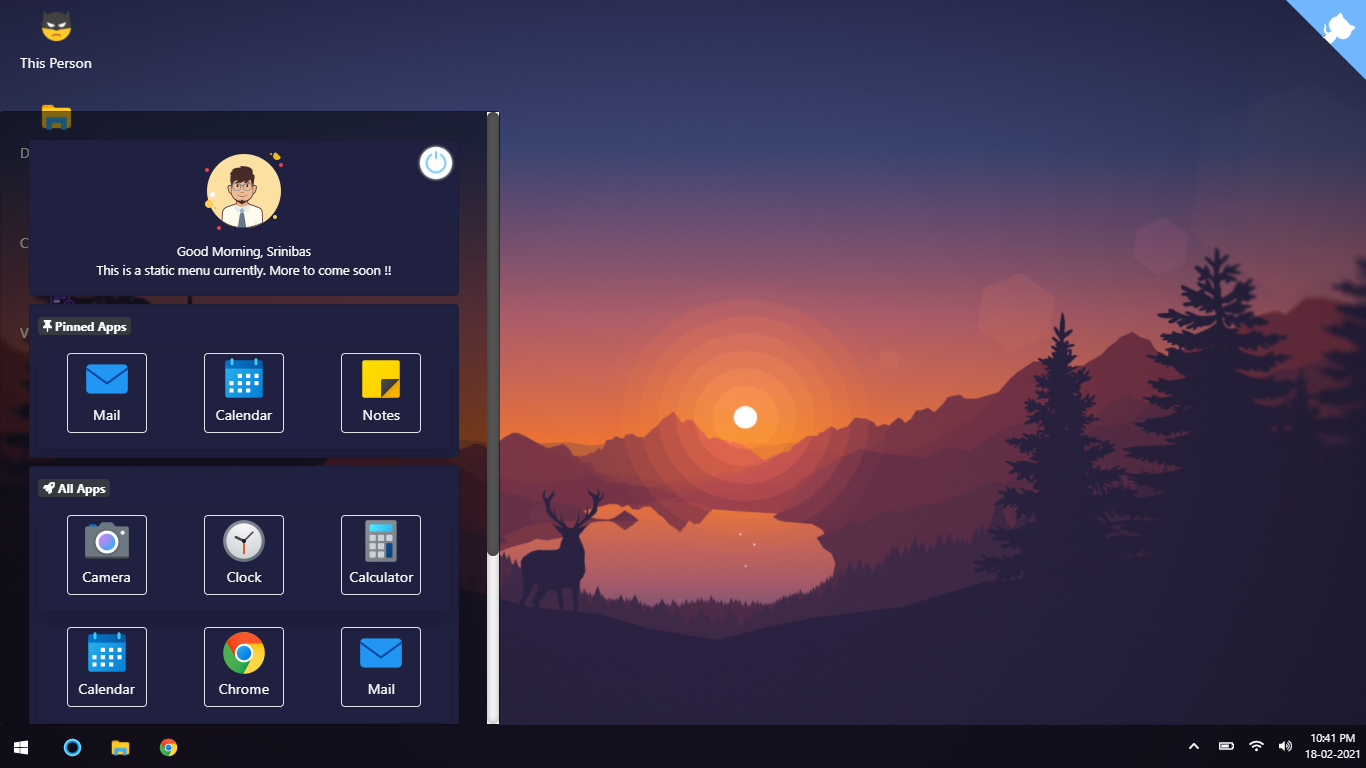 This Person
D
C
V
Good Morning, Srinibas
This is a static menu currently. More to come soon !!
Pinned Apps
Mail
Calendar
Notes
All Apps
Camera
Clock
Calculator
Calendar
Chrome
Mail
10:41 PM
18-02-2021